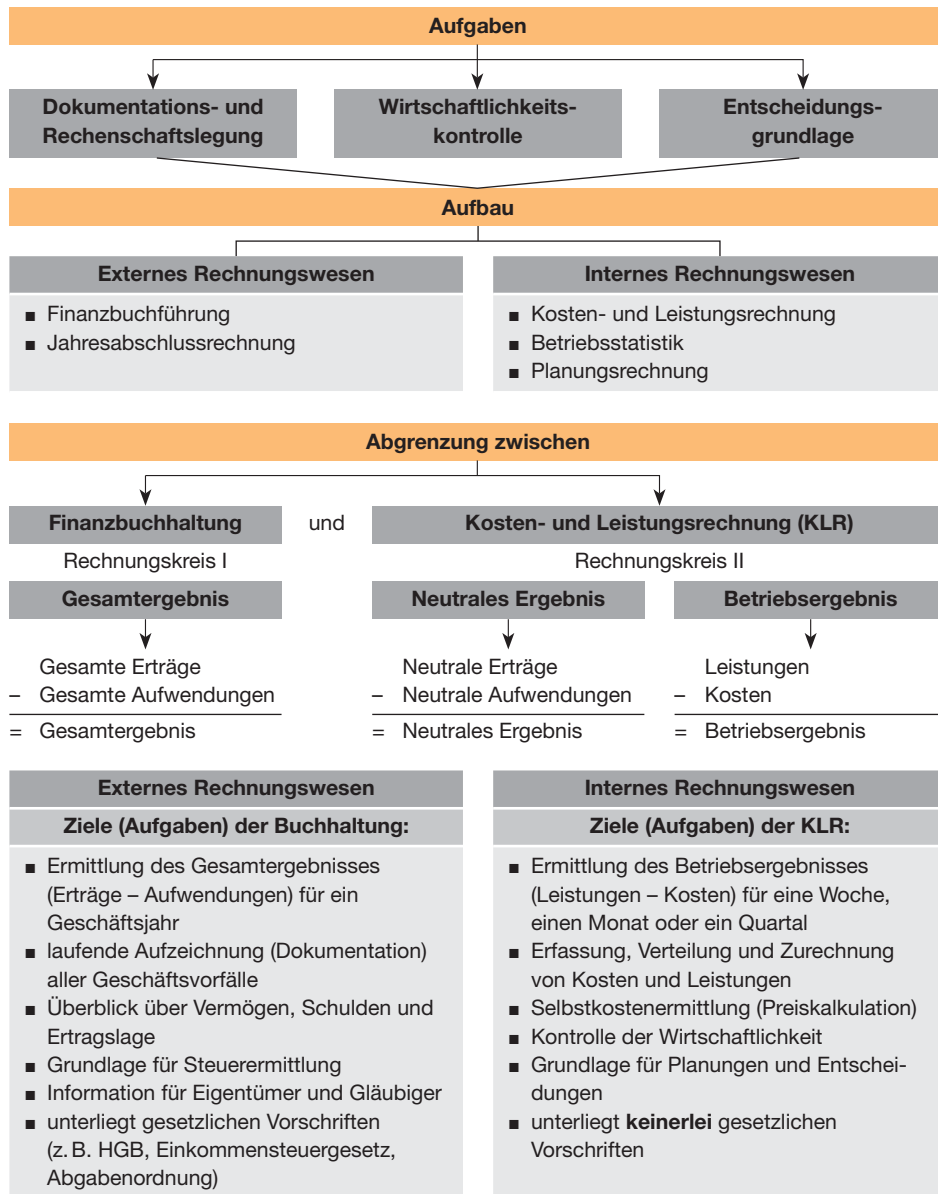 Aufgaben
Dokumentations- und
Rechenschaftslegung
Wirtschaftlichkeits-
kontrolle
Entscheidungs-
grundlage
Aufbau
Externes Rechnungswesen
■ Finanzbuchführung
■ Jahresabschlussrechnung
Internes Rechnungswesen
■ Kosten- und Leistungsrechnung
■ Betriebsstatistik
■ Planungsrechnung
Abgrenzung zwischen
Finanzbuchhaltung und Kosten- und Leistungsrechnung (KLR)
Rechnungskreis I
Rechnungskreis II
Gesamtergebnis
Gesamte Erträge
– Gesamte Aufwendungen
= Gesamtergebnis
Neutrales Ergebnis
Neutrale Erträge
– Neutrale Aufwendungen
= Neutrales Ergebnis
Betriebsergebnis
Leistungen
– Kosten
= Betriebsergebnis
Externes Rechnungswesen
Ziele (Aufgaben) der Buchhaltung:
■ Ermittlung des Gesamtergebnisses
(Erträge – Aufwendungen) für ein
Geschäftsjahr
■ laufende Aufzeichnung (Dokumentation)
aller Geschäftsvorfälle
■ Überblick über Vermögen, Schulden und
Ertragslage
■ Grundlage für Steuerermittlung
■ Information für Eigentümer und Gläubiger
■ unterliegt gesetzlichen Vorschriften
(z. B. HGB, Einkommensteuergesetz,
Abgabenordnung)
Internes Rechnungswesen
Ziele (Aufgaben) der KLR:
■ Ermittlung des Betriebsergebnisses
(Leistungen – Kosten) für eine Woche,
einen Monat oder ein Quartal
■ Erfassung, Verteilung und Zurechnung
von Kosten und Leistungen
■ Selbstkostenermittlung (Preiskalkulation)
■ Kontrolle der Wirtschaftlichkeit
■ Grundlage für Planungen und Entschei-
dungen
■ unterliegt keinerlei gesetzlichen
Vorschriften